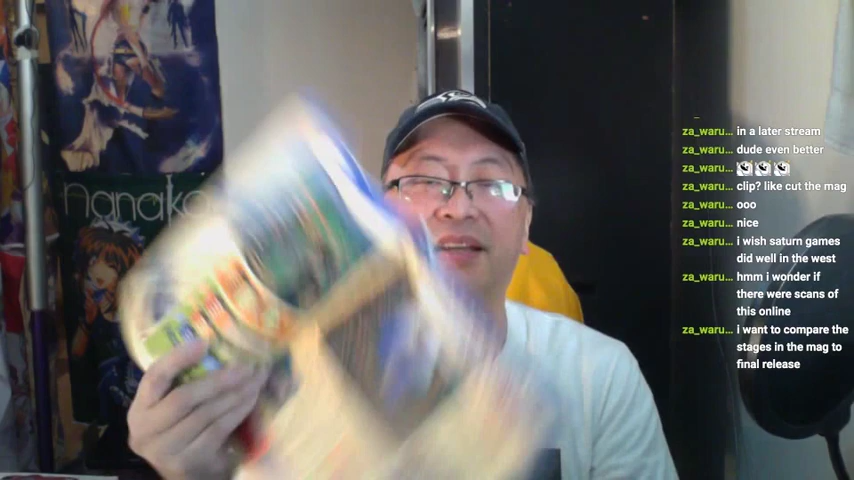 nanaka
za_waru... in a later stream
za_waru... dude even better
za_waru...
za_waru... clip? like cut the mag
za_waru... ooo
za_waru... nice
za_waru... i wish saturn games
did well in the west
za_waru... hmm i wonder if
there were scans of
this online
za_waru... i want to compare the
stages in the mag to
final release